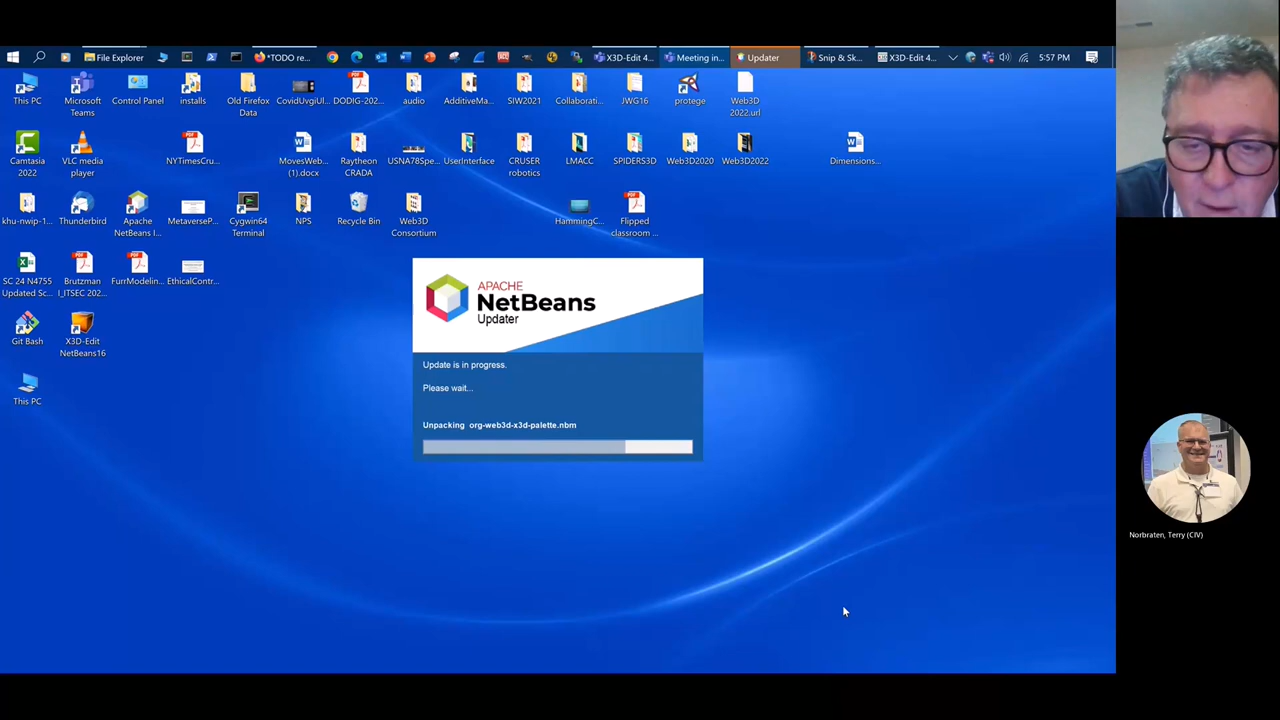 File Explorer
*TODO re...
X3D-Edit 4...
Meeting in...
Updater
Snip & Sk...
X3D-Edit 4...
5:57 PM
This PC
Microsoft
Teams
Control Panel
installs
Old Firefox
Data
CovidUvgiUl...
DODIG-202...
audio
AdditiveMa...
SIW2021
Collaborati...
JWG16
protege
Web3D
2022.url
Camtasia
2022
VLC media
player
NYTimesCru...
MovesWeb...
(1).docx
Raytheon
CRADA
USNA78Spe...
UserInterface
CRUSER
robotics
LMACC
SPIDERS3D
Web3D2020
Web3D2022
Dimensions...
khu-nwip-1...
Thunderbird
Apache
NetBeans I...
MetaverseP...
Cygwin64
Terminal
NPS
Recycle Bin
Web3D
Consortium
HammingC...
Flipped
classroom ...
SC 24 N4755
Updated Sc...
Brutzman
I_ITSEC 202...
FurrModelin...
EthicalContr...
Git Bash
X3D-Edit
NetBeans16
This PC
APACHE
NetBeans
Updater
Update is in progress.
Please wait...
Unpacking org-web3d-x3d-palette.nbm
Norbraten, Terry (CIV)